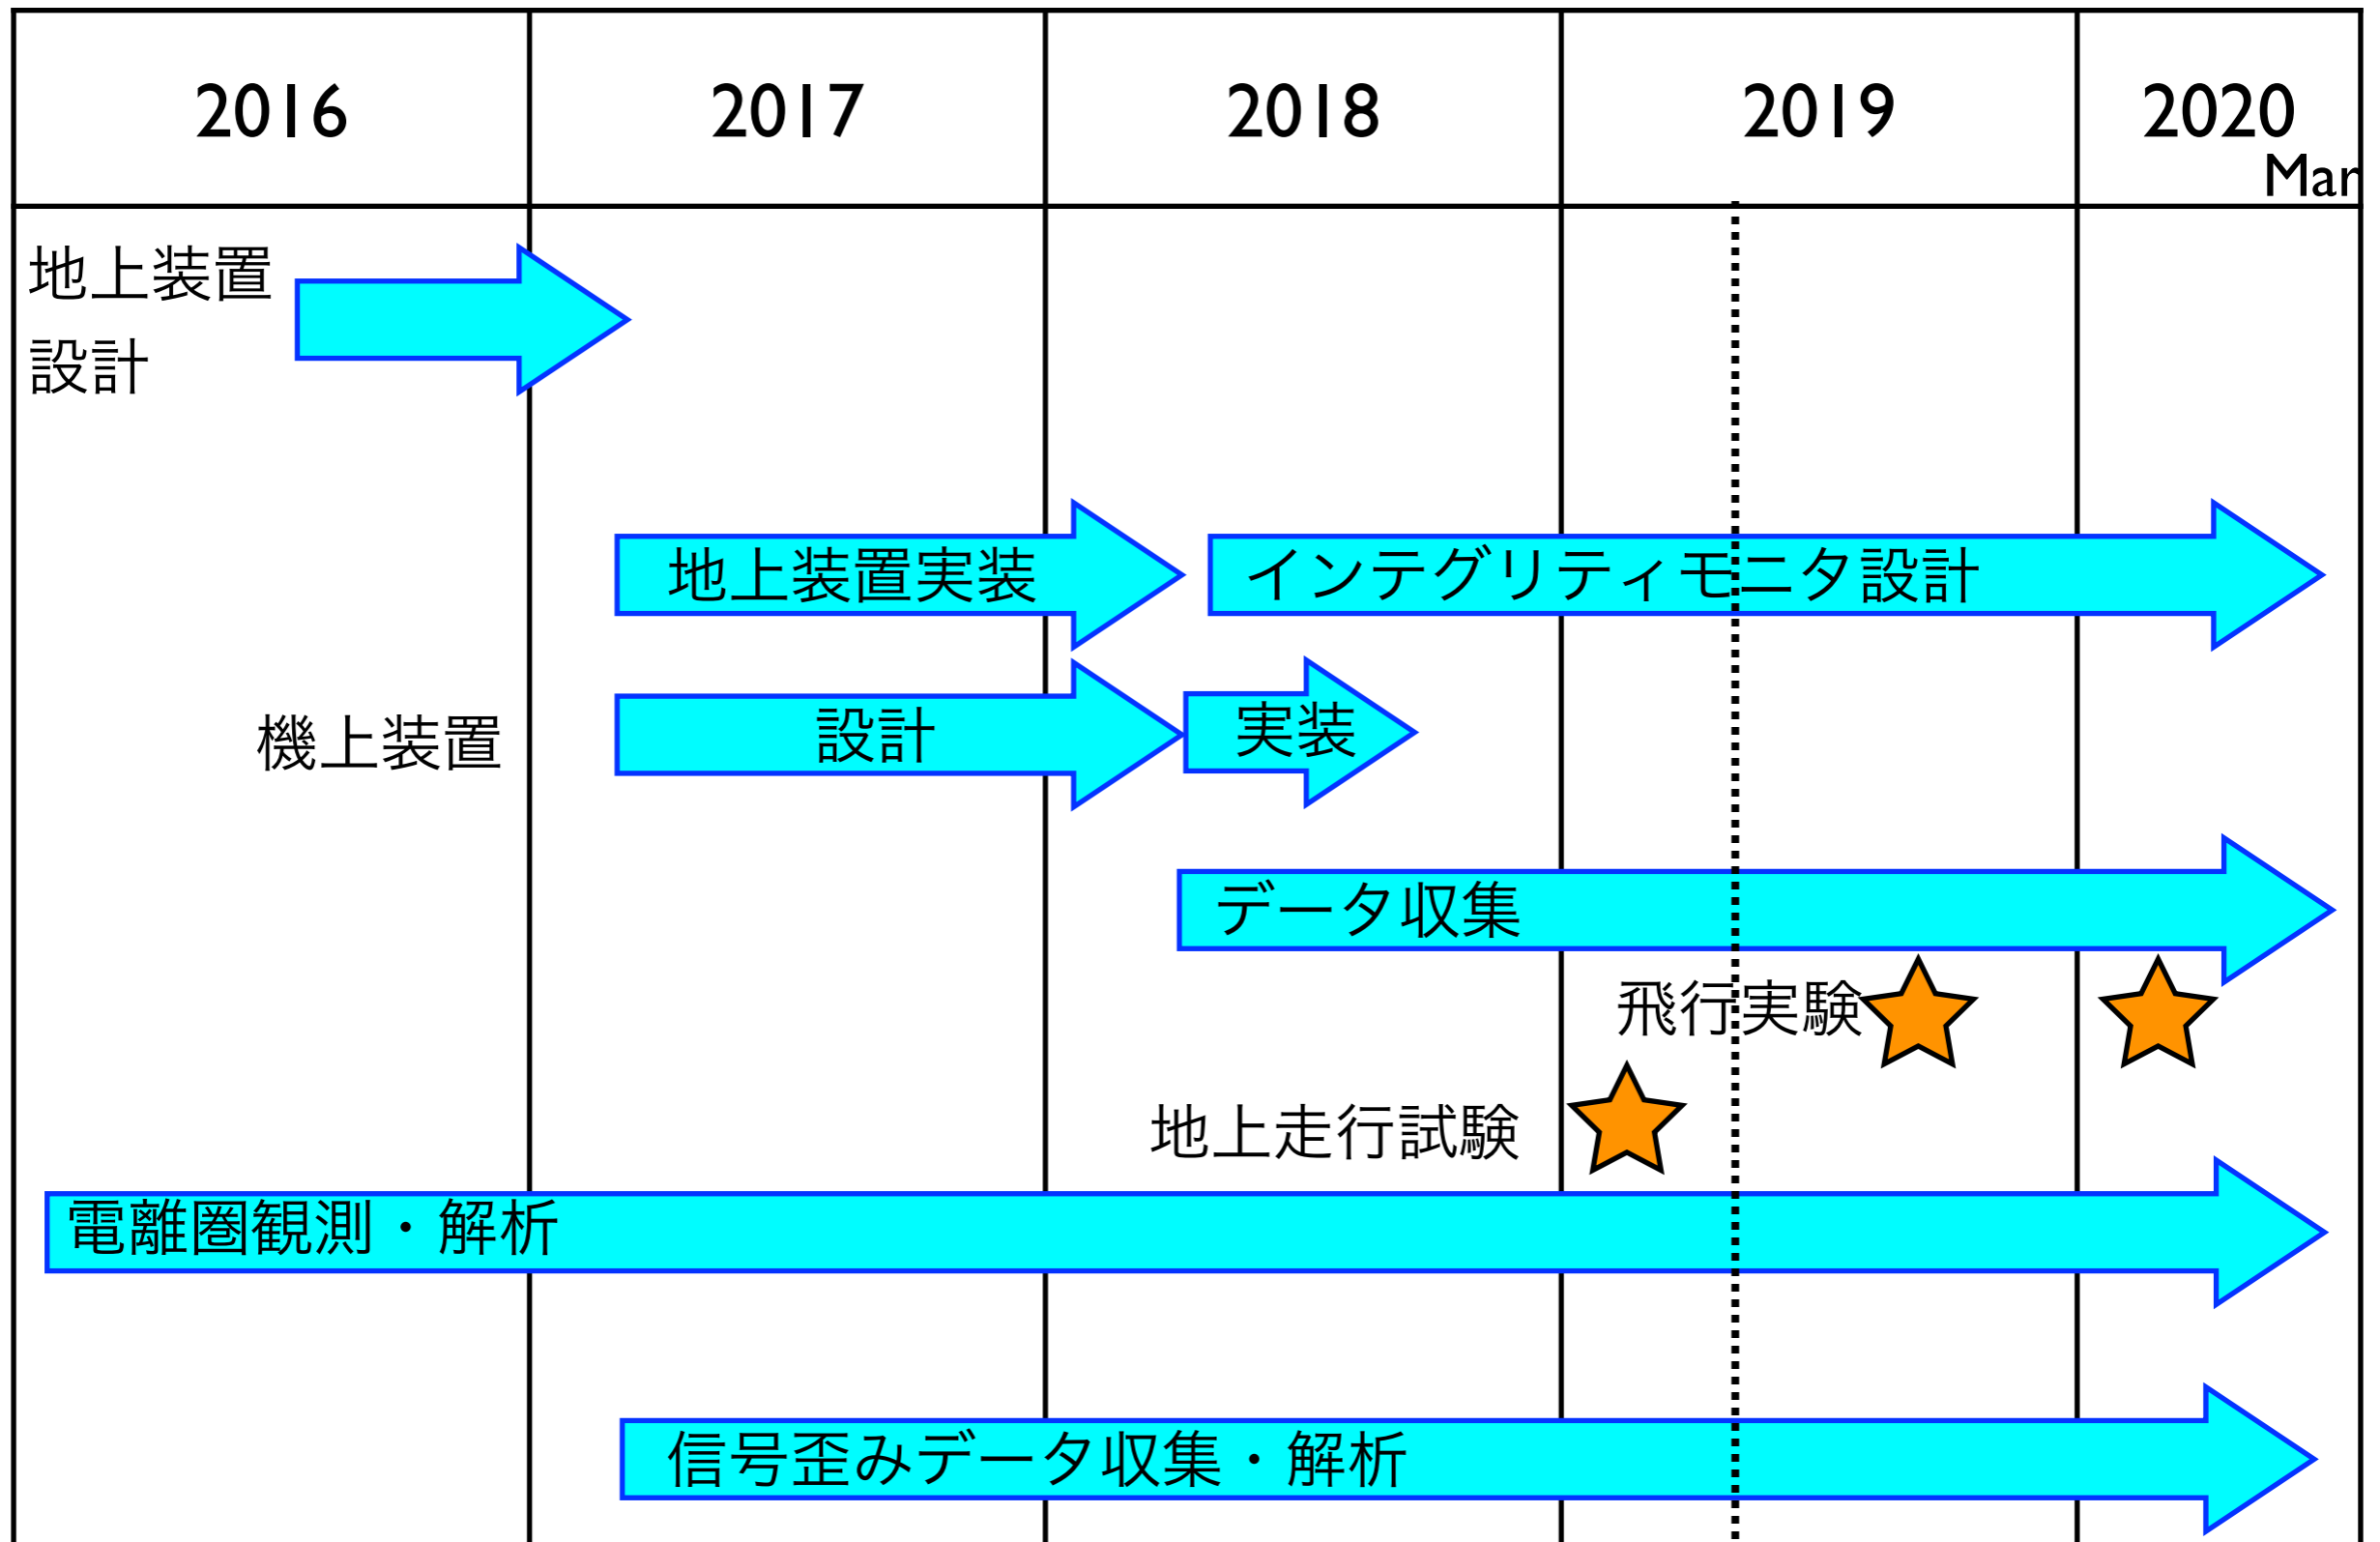 2016 2017 2018 2019 2020
Mar
地上装置
設計
地上装置実装 インテグリティモニタ設計
機上装置 設計 実装
データ収集
飛行実験
地上走行試験
電離圏観測・解析
信号歪みデータ収集・解析